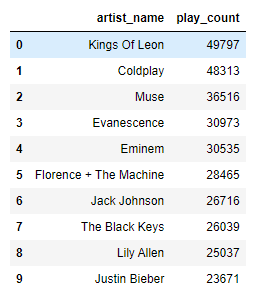 artist_name play_count
0 Kings Of Leon 49797
1 Coldplay 48313
2 Muse 36516
3 Evanescence 30973
4 Eminem 30535
5 Florence + The Machine 28465
6 Jack Johnson 26716
7 The Black Keys 26039
8 Lily Allen 25037
9 Justin Bieber 23671